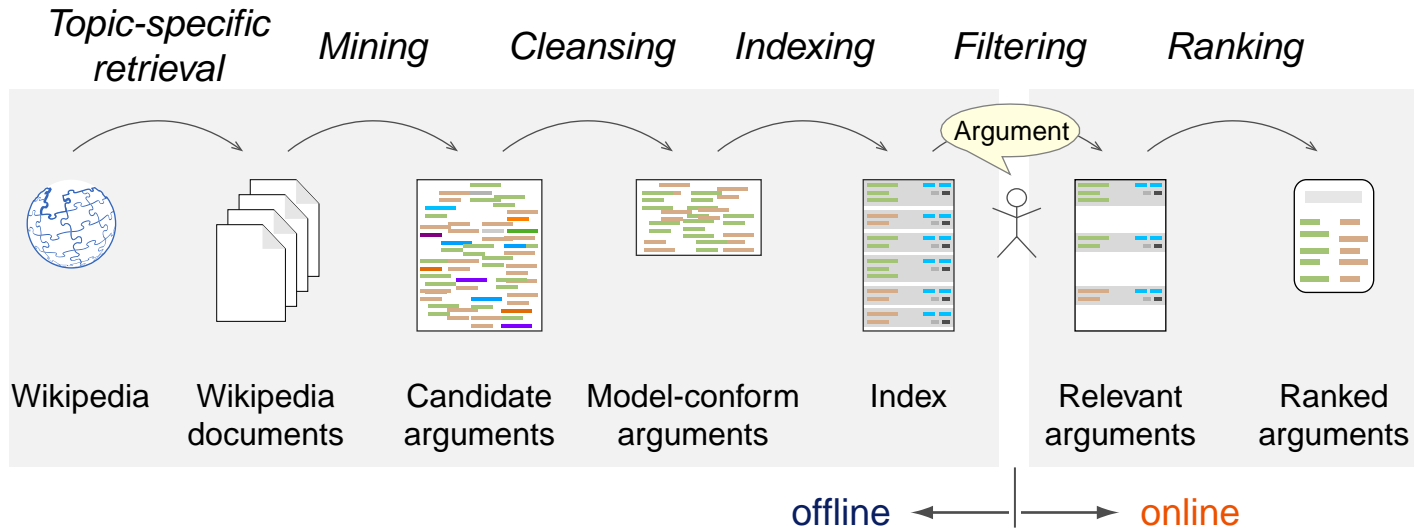 Topic-specific
retrieval
Mining
Cleansing
Indexing
Filtering
Ranking
Argument
Wikipedia
Wikipedia
documents
Candidate
arguments
Model-conform
arguments
Index
Relevant
arguments
Ranked
arguments
offline
online